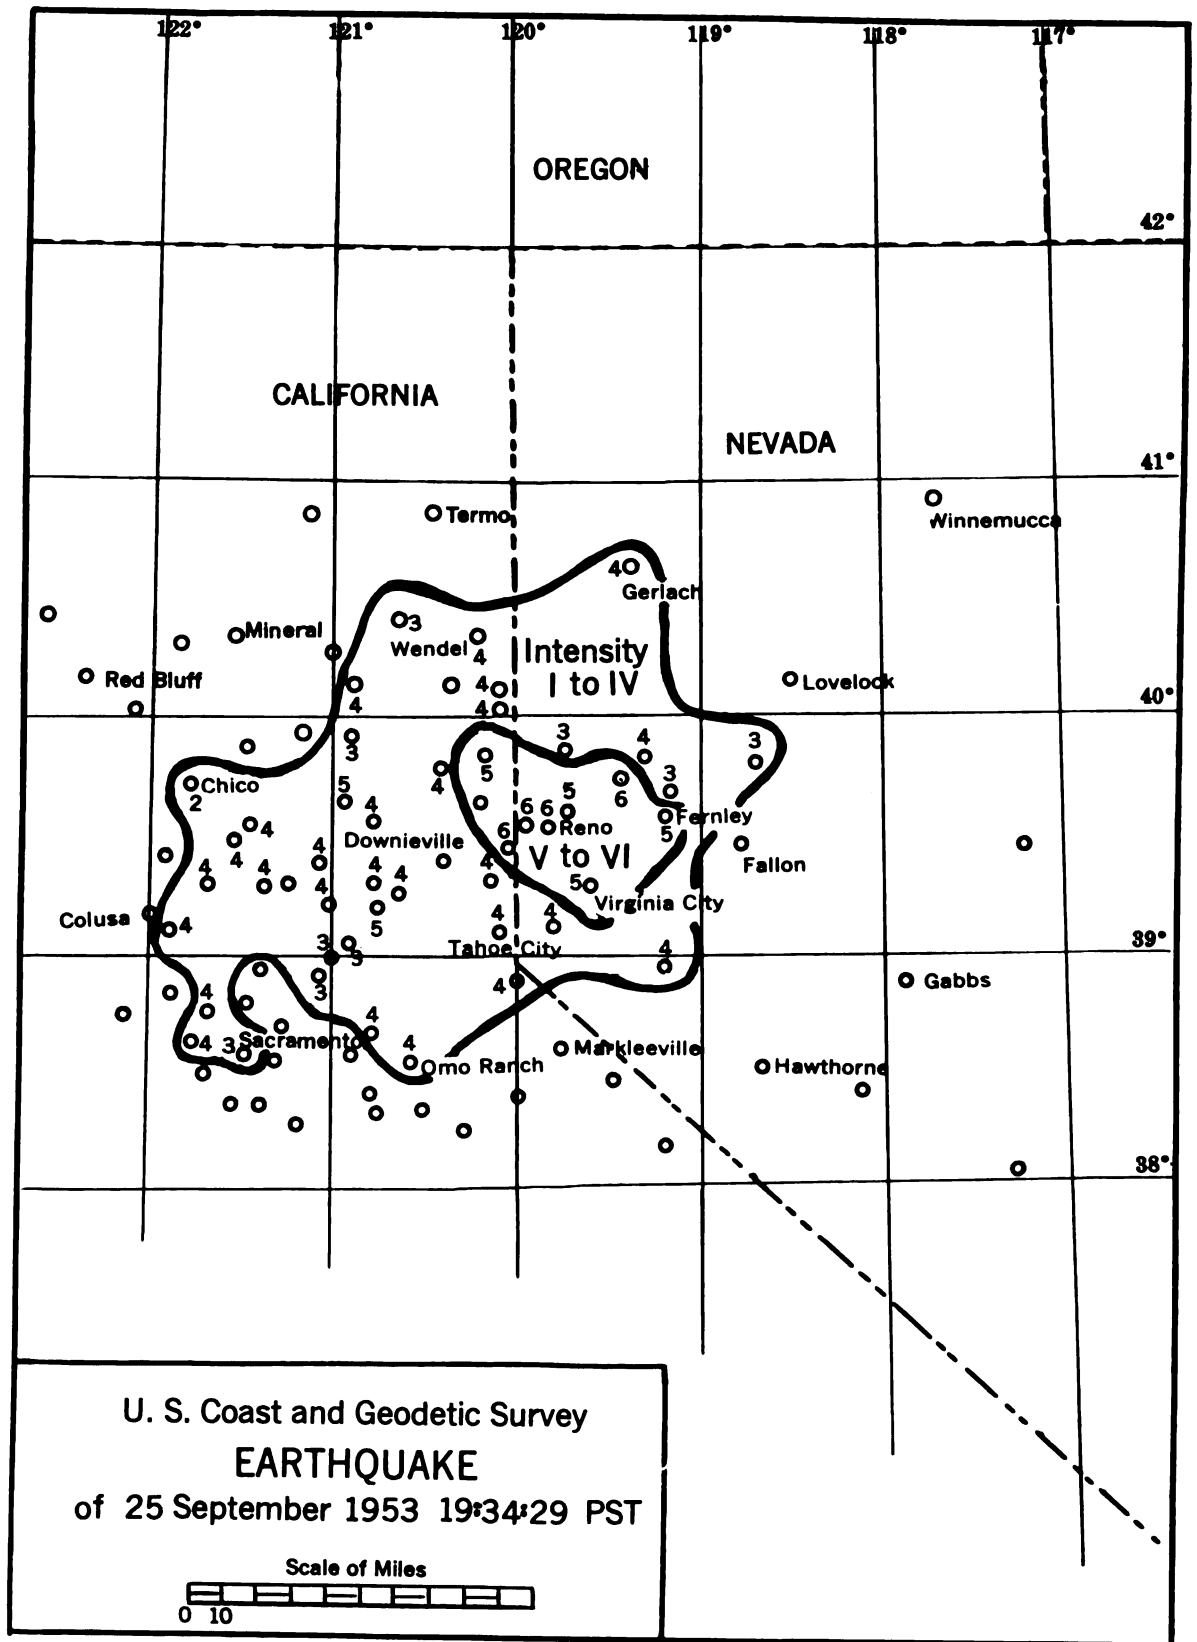 122° 121° 120° 119° 118° 117°
OREGON
42°
CALIFORNIA
NEVADA
41°
Termo
Winnemucca
4
Gerlach
3
Mineral
Wendel
4
Intensity
I to IV
Red Bluff
4
Lovelock
40°
4
4
3
3
4
3
Chico
2
4
5
3
5
4
5
6
4
6
6
Reno
Fernley
5
4
Downieville
6
V to VI
4
4
4
4
4
4
4
4
5
Fallon
Virginia City
Colusa
4
4
5
4
4
3
3
Tahoe City
4
39°
3
4
Gabbs
4
4
4
3
Sacramento
4
Omo Ranch
Markleeville
Hawthorne
38°
U. S. Coast and Geodetic Survey
EARTHQUAKE
of 25 September 1953 19:34:29 PST
Scale of Miles
0 10